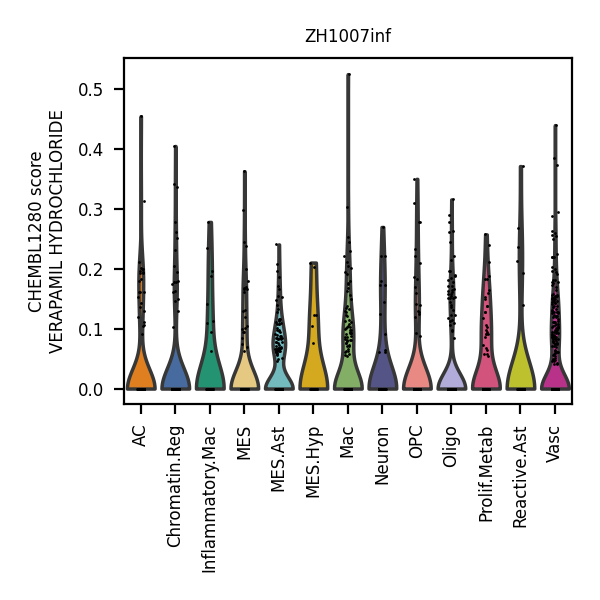 ZH1007inf
CHEMBL1280 score
VERAPAMIL HYDROCHLORIDE
0.5
0.4
0.3
0.2
0.1
0.0
AC
Chromatin.Reg
Inflammatory.Mac
MES
MES.Ast
MES.Hyp
Mac
Neuron
OPC
Oligo
Prolif.Metab
Reactive.Ast
Vasc